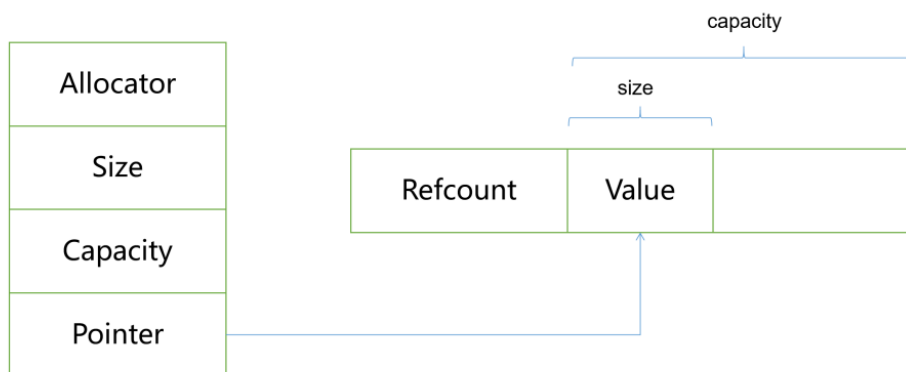 capacity
Allocator
size
Size
Refcount
Value
Capacity
Pointer